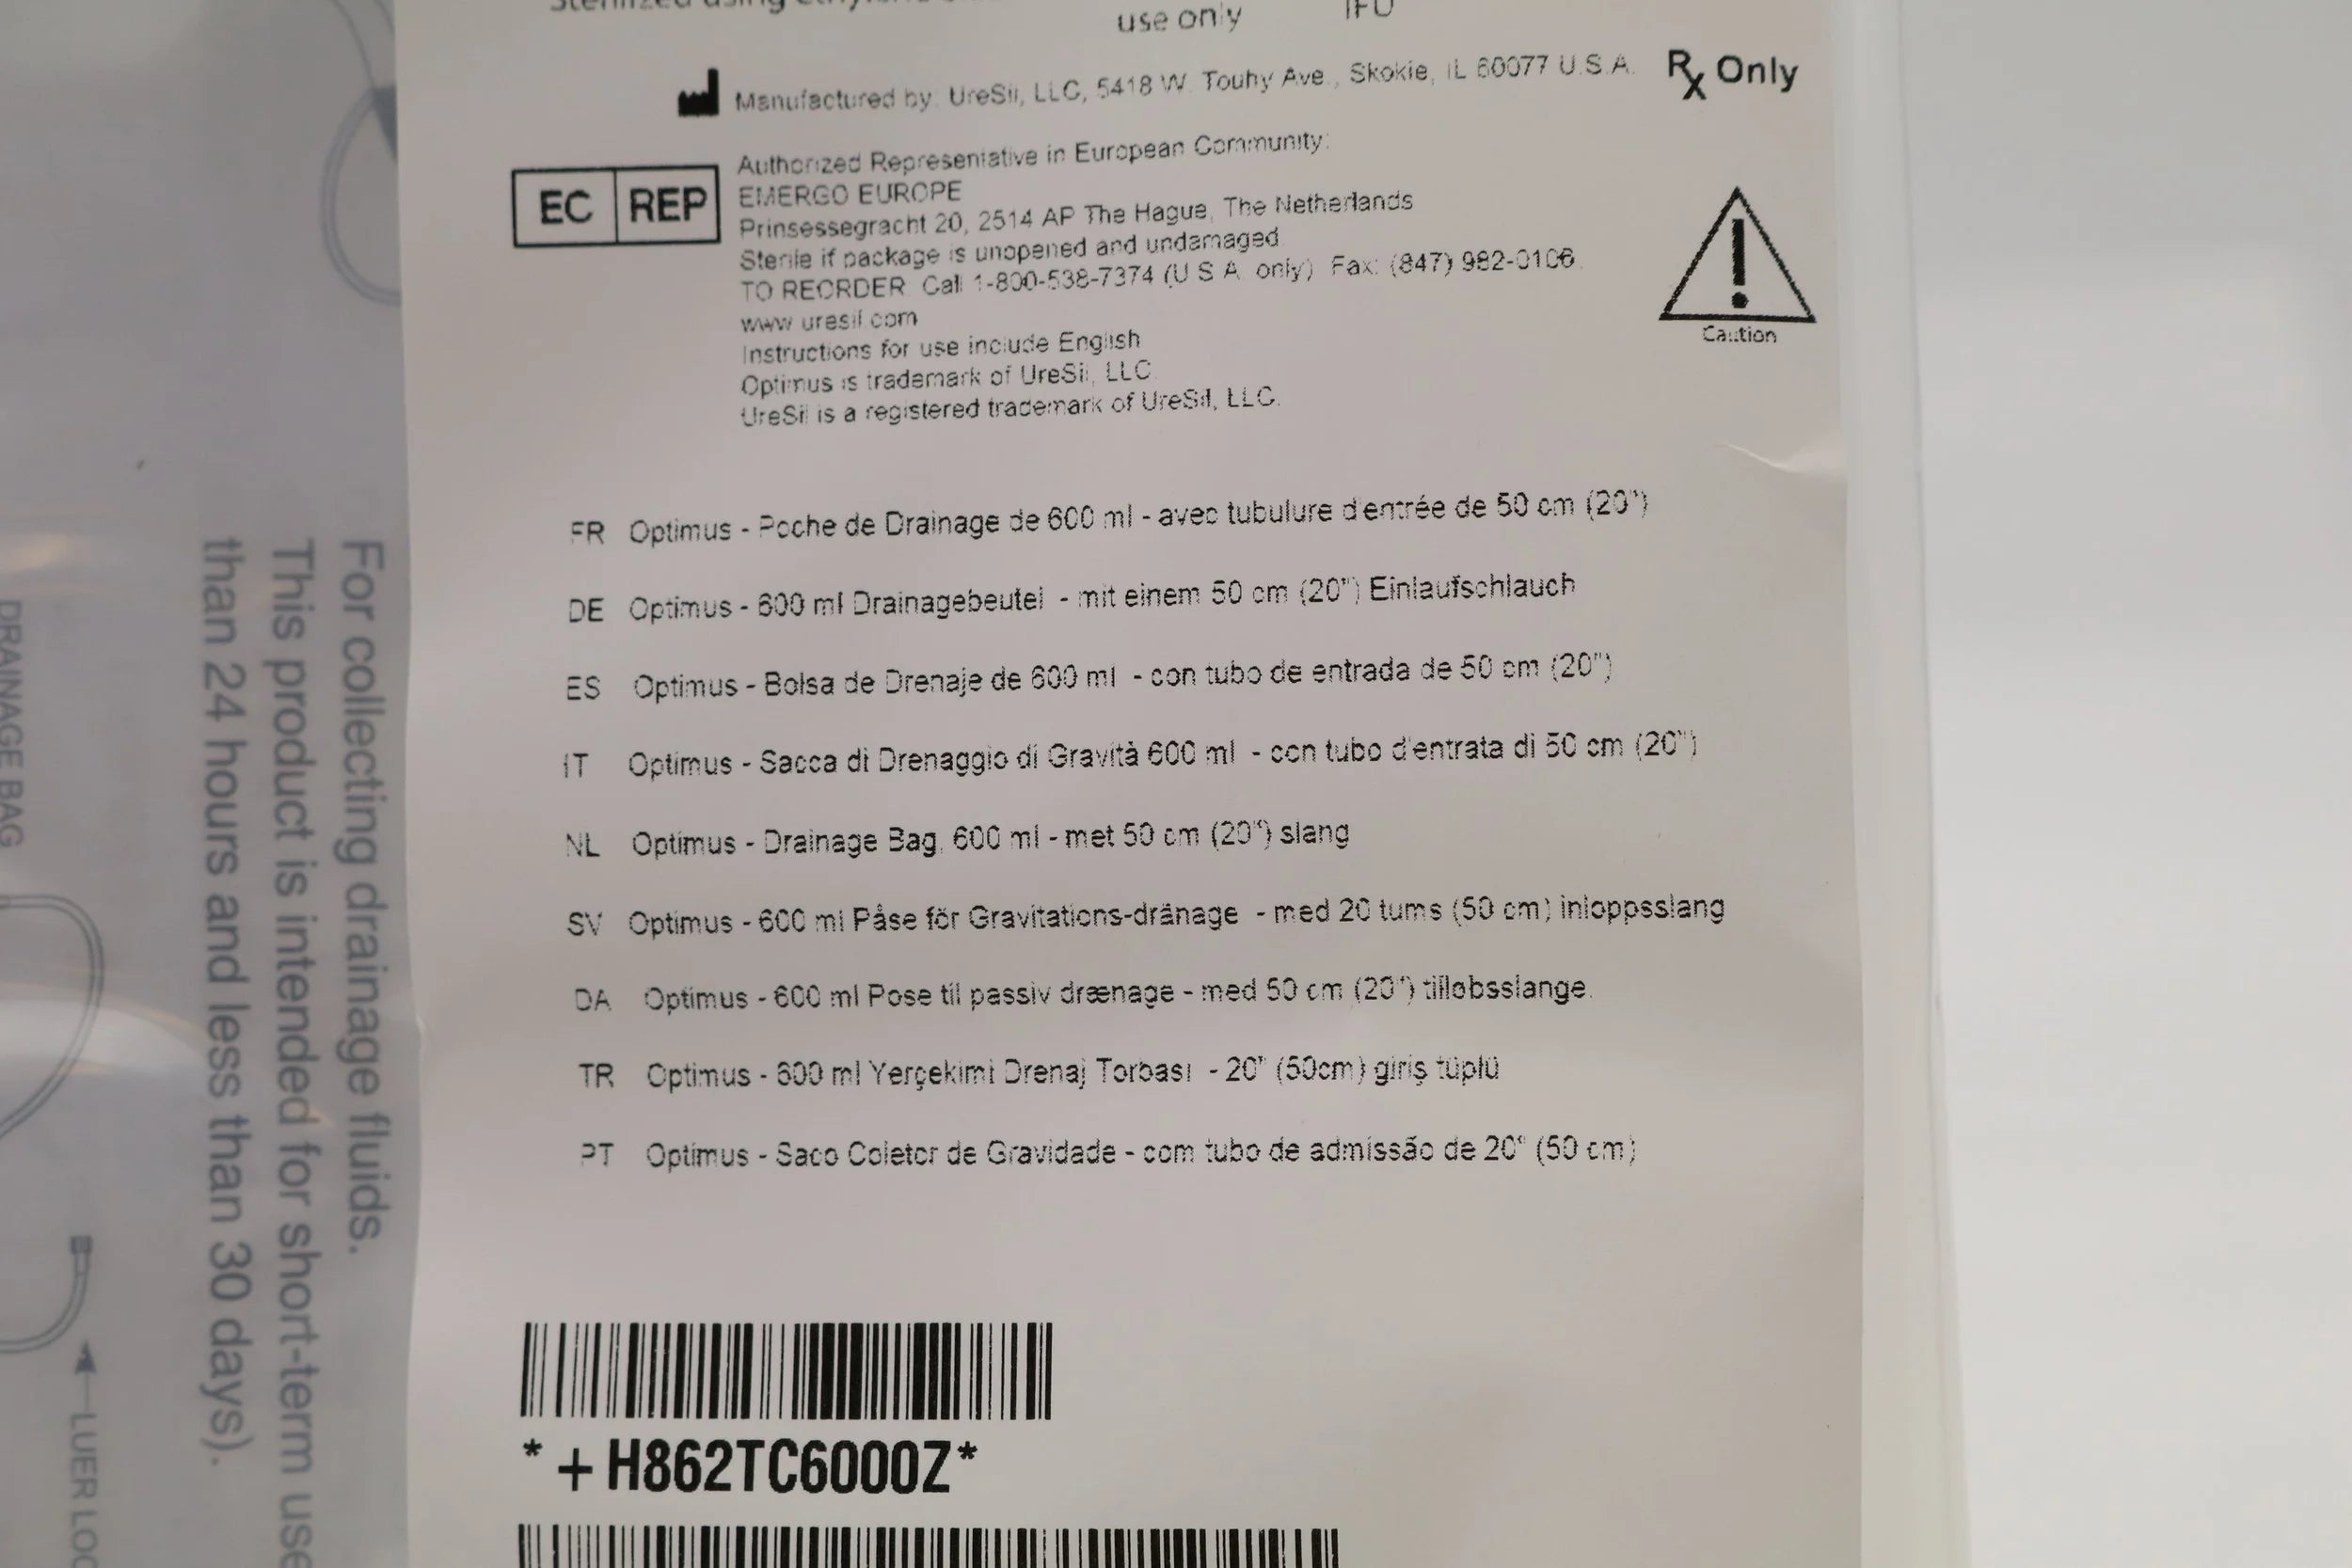 Sterilized using ethylene
use only
IFU
Manufactured by: UreSil, LLC, 5418 W. Touhy Ave., Skokie, IL 60077 U.S.A.
Rx Only
EC REP
Authorized Representative in European Community:
EMERGO EUROPE
Prinsessegracht 20, 2514 AP The Hague, The Netherlands
Sterile if package is unopened and undamaged
TO REORDER Call 1-800-538-7374 (U S A only) Fax: (847) 982-0106
www uresil com
Instructions for use include English
Optimus is trademark of UreSil, LLC
UreSil is a registered trademark of UreSil, LLC.
Caution
FR Optimus - Poche de Drainage de 600 ml - avec tubulure d'entrée de 50 cm (20")
DE Optimus - 600 ml Drainagebeutel - mit einem 50 cm (20") Einlaufschlauch
ES Optimus - Bolsa de Drenaje de 600 ml - con tubo de entrada de 50 cm (20")
IT Optimus - Sacca di Drenaggio di Gravità 600 ml - con tubo d'entrata di 50 cm (20")
NL Optimus - Drainage Bag, 600 ml - met 50 cm (20") slang
SV Optimus - 600 ml Påse för Gravitations-dränage - med 20 tums (50 cm) inloppsslang
DA Optimus - 600 ml Pose til passiv drænage - med 50 cm (20") tilløbsslange.
TR Optimus - 600 ml Yerçekimi Drenaj Torbası - 20" (50cm) giriş tüplü
PT Optimus - Saco Coletor de Gravidade - com tubo de admissão de 20" (50 cm)
*+H862TC6000Z*
For collecting drainage fluids.
This product is intended for short-term use
than 24 hours and less than 30 days).
DRAINAGE BAG
LUER LOC